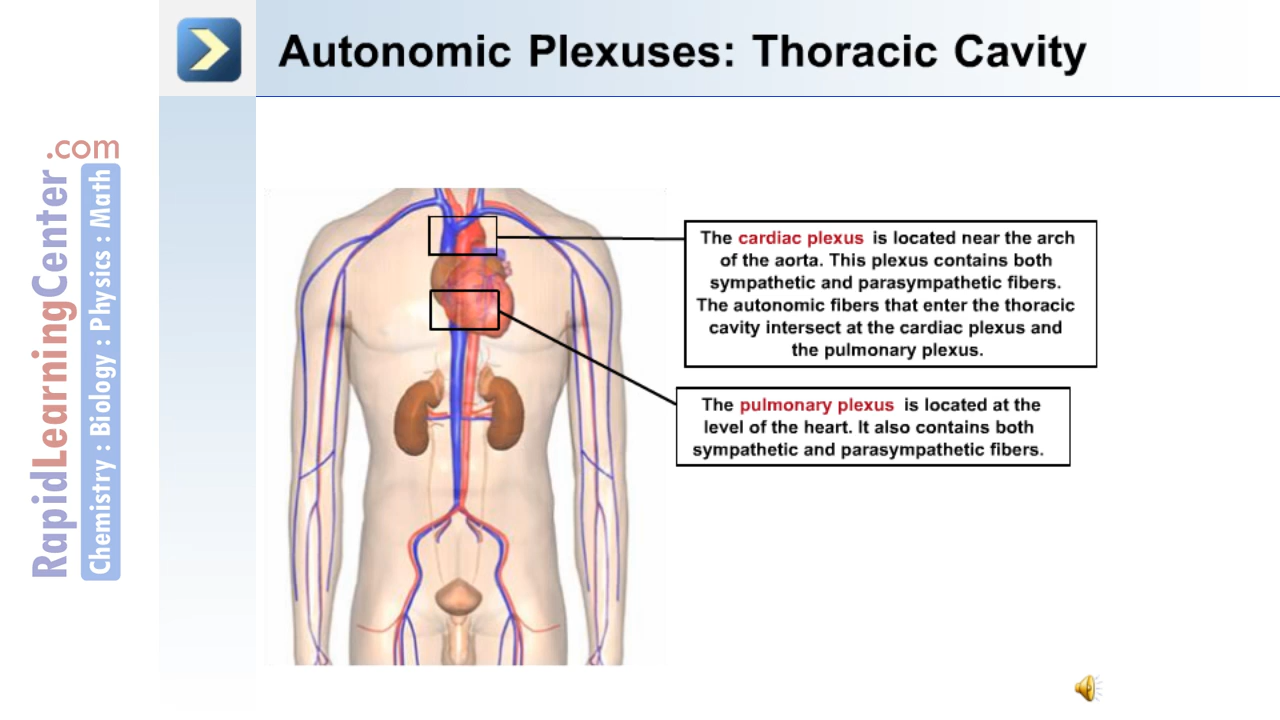 Autonomic Plexuses: Thoracic Cavity
RapidLearningCenter.com
Chemistry : Biology : Physics : Math
The cardiac plexus is located near the arch
of the aorta. This plexus contains both
sympathetic and parasympathetic fibers.
The autonomic fibers that enter the thoracic
cavity intersect at the cardiac plexus and
the pulmonary plexus.
The pulmonary plexus is located at the
level of the heart. It also contains both
sympathetic and parasympathetic fibers.